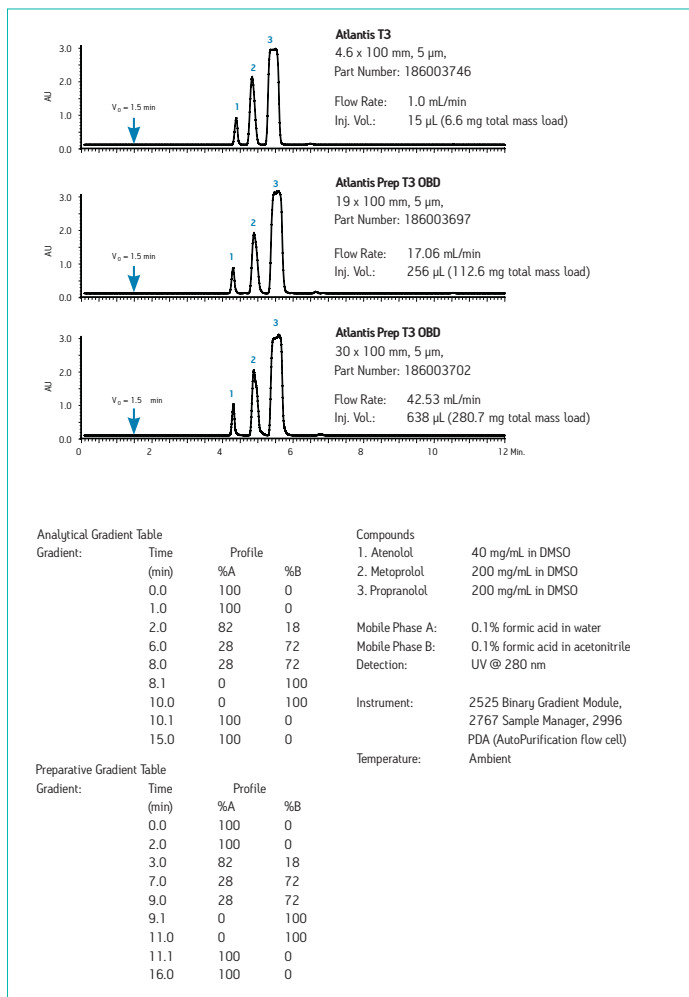 Atlantis T3
4.6 x 100 mm, 5 µm,
Part Number: 186003746
Flow Rate: 1.0 mL/min
Inj. Vol.: 15 µL (6.6 mg total mass load)
3
3.0
2
2.0
AU
V₀ = 1.5 min
1
1.0
0.0
Atlantis Prep T3 OBD
19 x 100 mm, 5 µm,
Part Number: 186003697
Flow Rate: 17.06 mL/min
Inj. Vol.: 256 µL (112.6 mg total mass load)
3
3.0
2
2.0
AU
V₀ = 1.5 min
1
1.0
0.0
Atlantis Prep T3 OBD
30 x 100 mm, 5 µm,
Part Number: 186003702
Flow Rate: 42.53 mL/min
Inj. Vol.: 638 µL (280.7 mg total mass load)
3
3.0
2
2.0
AU
V₀ = 1.5 min
1
1.0
0.0
0 2 4 6 8 10 12 Min.
Analytical Gradient Table
Gradient: Time Profile
(min) %A %B
0.0 100 0
1.0 100 0
2.0 82 18
6.0 28 72
8.0 28 72
8.1 0 100
10.0 0 100
10.1 100 0
15.0 100 0
Preparative Gradient Table
Gradient: Time Profile
(min) %A %B
0.0 100 0
2.0 100 0
3.0 82 18
7.0 28 72
9.0 28 72
9.1 0 100
11.0 0 100
11.1 100 0
16.0 100 0
Compounds
1. Atenolol 40 mg/mL in DMSO
2. Metoprolol 200 mg/mL in DMSO
3. Propranolol 200 mg/mL in DMSO
Mobile Phase A: 0.1% formic acid in water
Mobile Phase B: 0.1% formic acid in acetonitrile
Detection: UV @ 280 nm
Instrument: 2525 Binary Gradient Module,
2767 Sample Manager, 2996
PDA (AutoPurification flow cell)
Temperature: Ambient